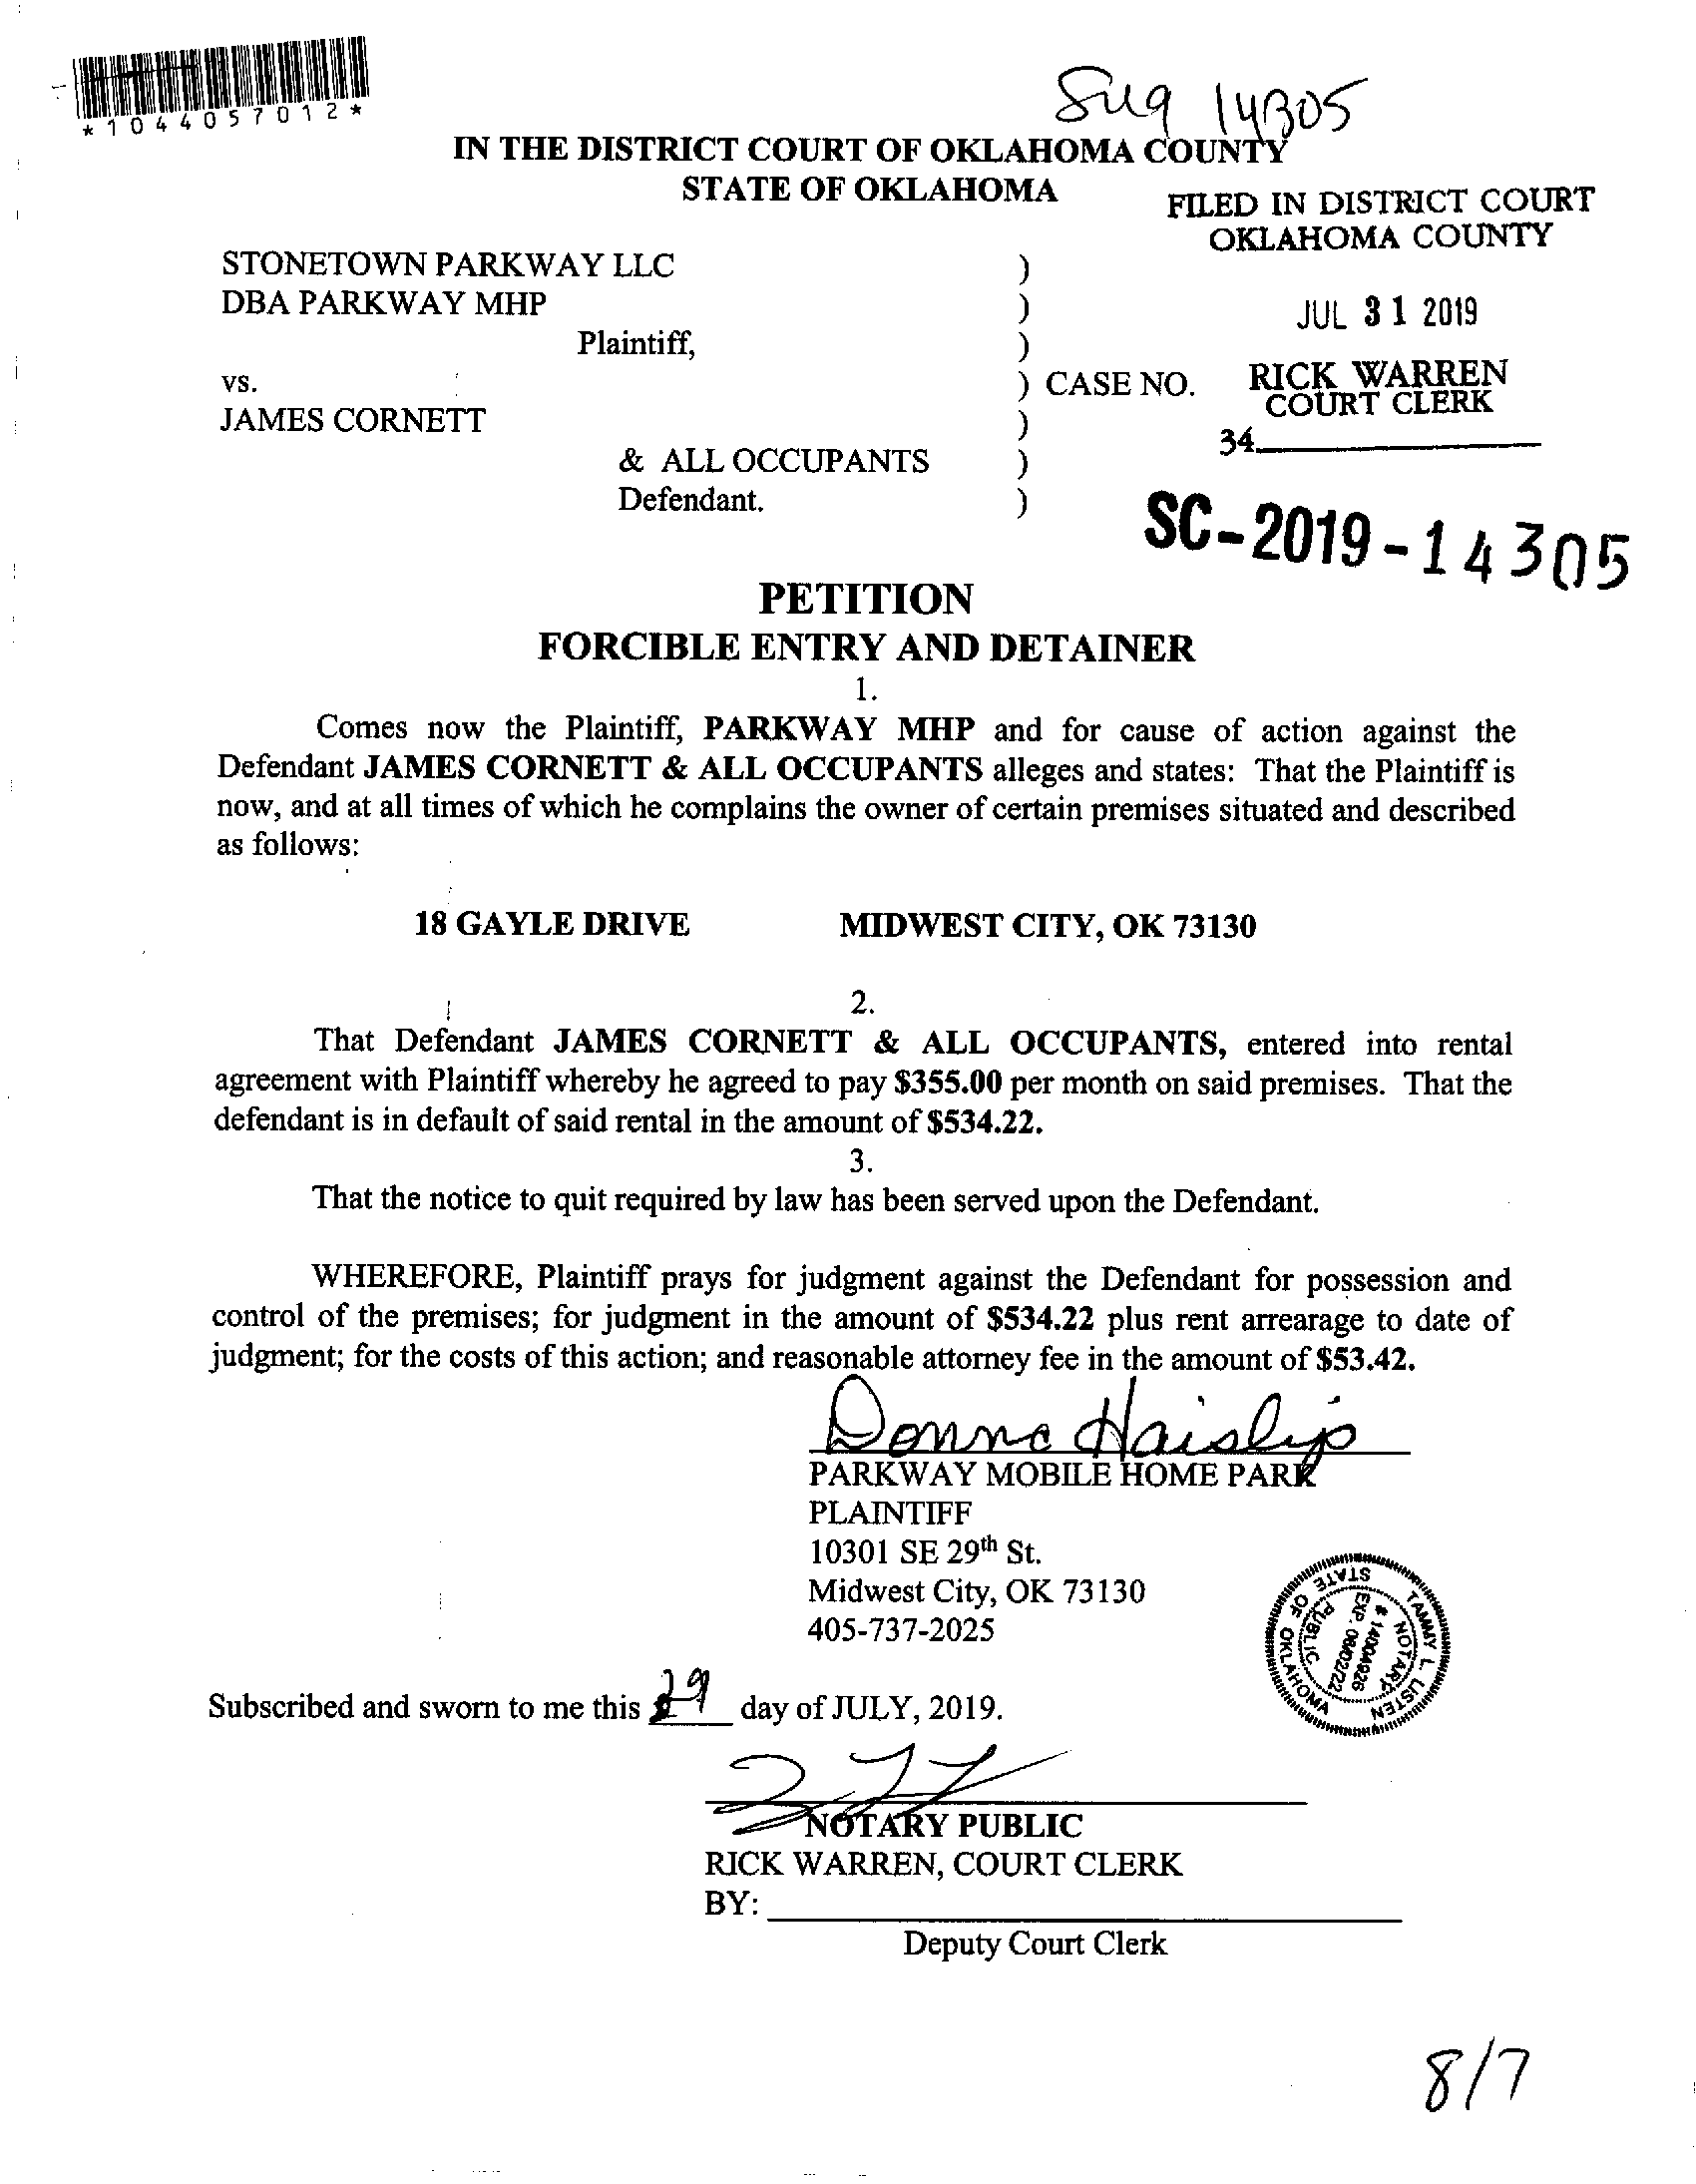 *1044057012*
Sug 14305
IN THE DISTRICT COURT OF OKLAHOMA COUNTY
STATE OF OKLAHOMA
FILED IN DISTRICT COURT
OKLAHOMA COUNTY
STONETOWN PARKWAY LLC )
DBA PARKWAY MHP )
JUL 31 2019
Plaintiff, )
vs. ) CASE NO.
RICK WARREN
COURT CLERK
JAMES CORNETT )
34
& ALL OCCUPANTS )
Defendant. )
SC-2019-14305
PETITION
FORCIBLE ENTRY AND DETAINER
1.
Comes now the Plaintiff, PARKWAY MHP and for cause of action against the
Defendant JAMES CORNETT & ALL OCCUPANTS alleges and states: That the Plaintiff is
now, and at all times of which he complains the owner of certain premises situated and described
as follows:
18 GAYLE DRIVE MIDWEST CITY, OK 73130
2.
That Defendant JAMES CORNETT & ALL OCCUPANTS, entered into rental
agreement with Plaintiff whereby he agreed to pay $355.00 per month on said premises. That the
defendant is in default of said rental in the amount of $534.22.
3.
That the notice to quit required by law has been served upon the Defendant.
WHEREFORE, Plaintiff prays for judgment against the Defendant for possession and
control of the premises; for judgment in the amount of $534.22 plus rent arrearage to date of
judgment; for the costs of this action; and reasonable attorney fee in the amount of $53.42.
Donna Haislip
PARKWAY MOBILE HOME PARK
PLAINTIFF
10301 SE 29th St.
Midwest City, OK 73130
405-737-2025
TAMMY L. LISTEN
NOTARY PUBLIC
# 14004926
EXP. 06/02/22
STATE OF OKLAHOMA
Subscribed and sworn to me this 29 day of JULY, 2019.
NOTARY PUBLIC
RICK WARREN, COURT CLERK
BY:
Deputy Court Clerk
8/7